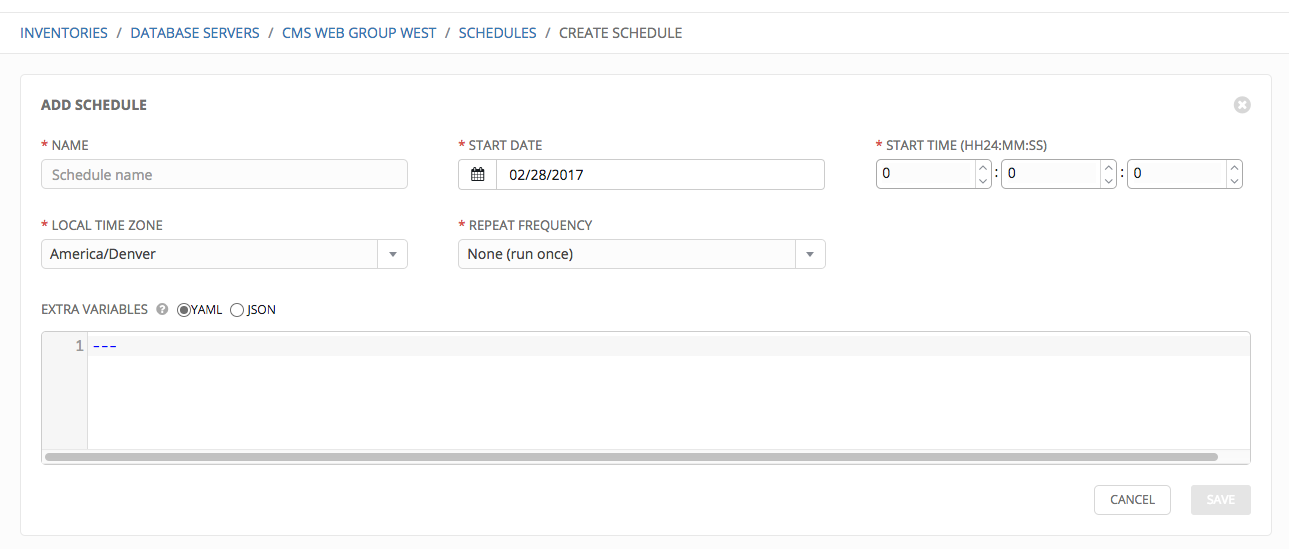 INVENTORIES / DATABASE SERVERS / CMS WEB GROUP WEST / SCHEDULES / CREATE SCHEDULE
ADD SCHEDULE
* NAME * START DATE * START TIME (HH24:MM:SS)
Schedule name 02/28/2017 0 : 0 : 0
* LOCAL TIME ZONE * REPEAT FREQUENCY
America/Denver None (run once)
EXTRA VARIABLES ? YAML JSON
1 ---
CANCEL SAVE